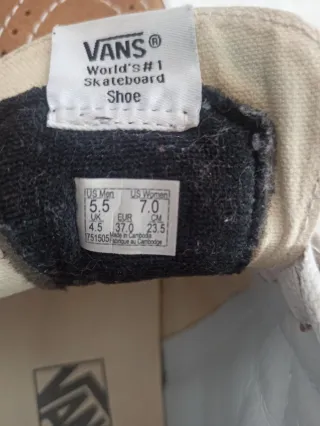 VANS®
World's #1
Skateboard
Shoe
US Men US Women
5.5 7.0
UK EUR CM
4.5 37.0 23.5
Made in Cambodia
Fabriqué au Cambodge
VANS